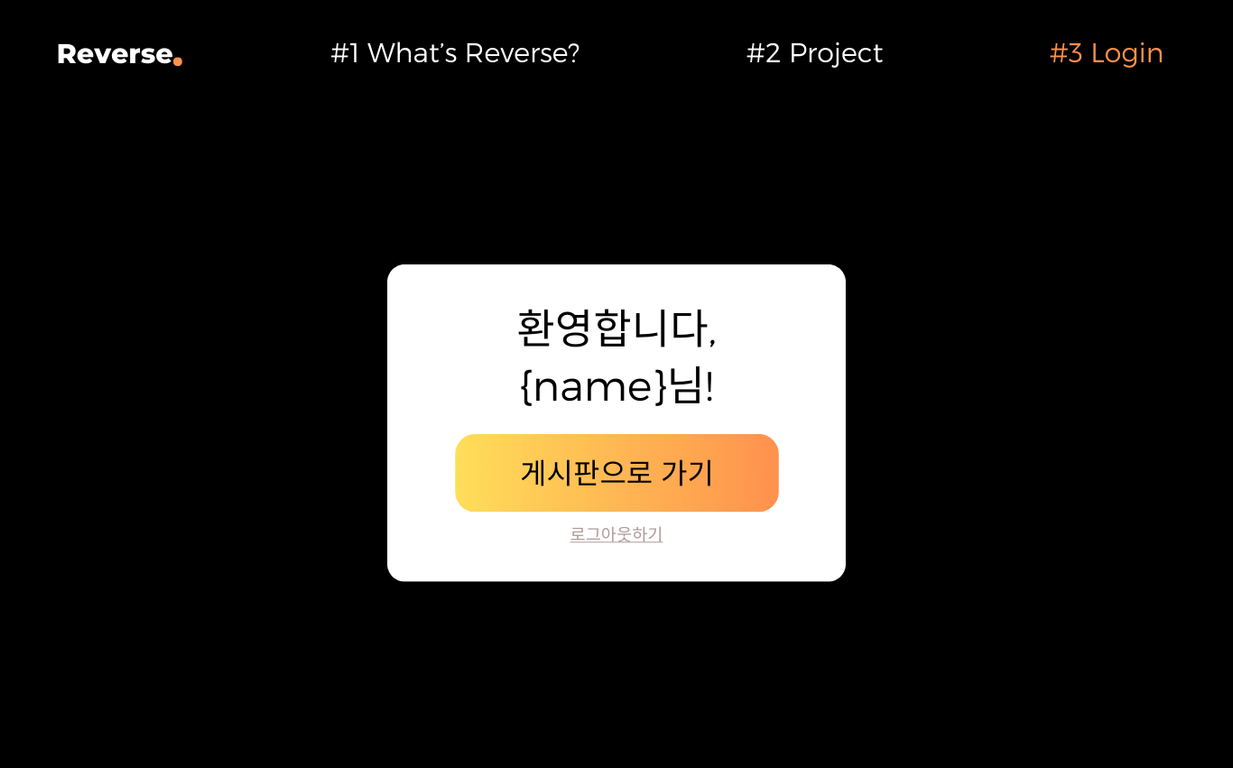 Reverse.
#1 What’s Reverse?
#2 Project
#3 Login
환영합니다,
{name}님!
게시판으로 가기
로그아웃하기